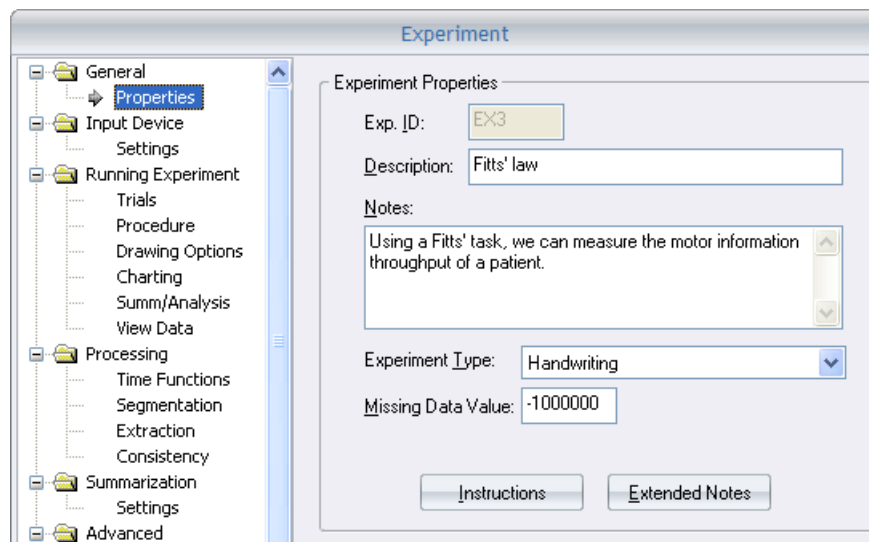 Experiment
General
Properties
Input Device
Settings
Running Experiment
Trials
Procedure
Drawing Options
Charting
Summ/Analysis
View Data
Processing
Time Functions
Segmentation
Extraction
Consistency
Summarization
Settings
Advanced
Experiment Properties
Exp. ID: EX3
Description: Fitts' law
Notes:
Using a Fitts' task, we can measure the motor information
throughput of a patient.
Experiment Type: Handwriting
Missing Data Value: -1000000
Instructions Extended Notes